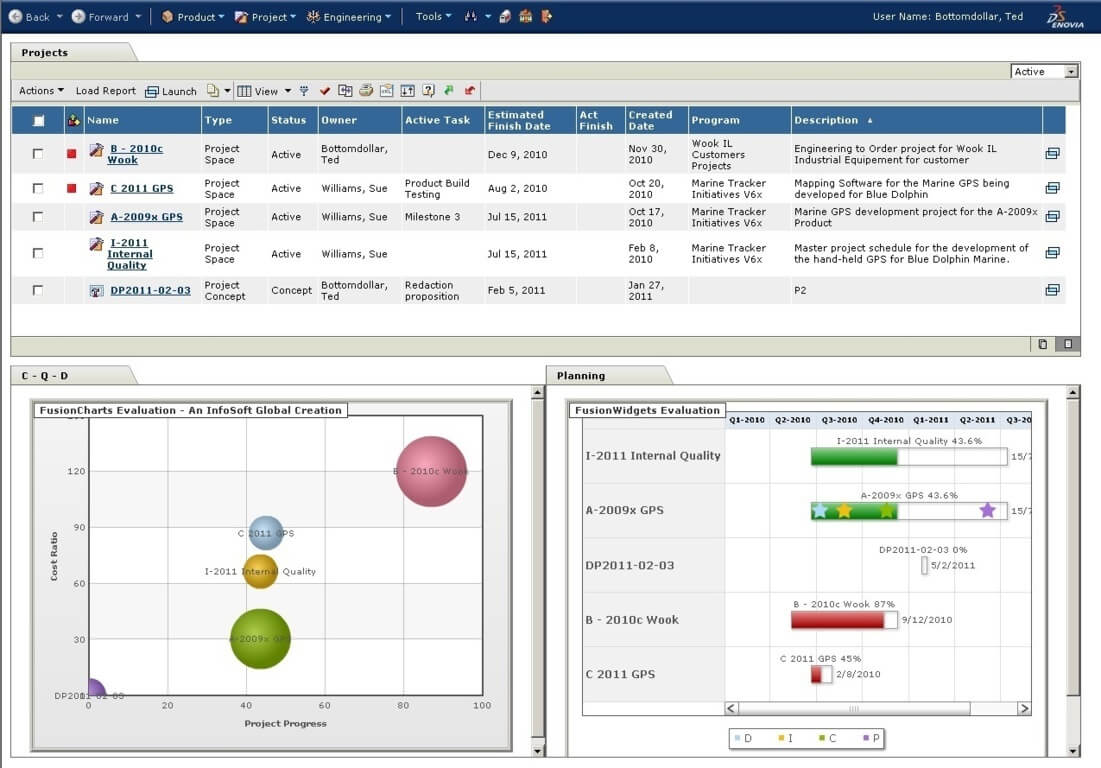 Back Forward Product Project Engineering Tools User Name: Bottomdollar, Ted
DS ENOVIA
Projects
Active
Actions Load Report Launch View
Name Type Status Owner Active Task Estimated Finish Date Act Finish Created Date Program Description
B - 2010c Wook Project Space Active Bottomdollar, Ted Dec 9, 2010 Nov 30, 2010 Wook IL Customers Projects Engineering to Order project for Wook IL Industrial Equipement for customer
C 2011 GPS Project Space Active Williams, Sue Product Build Testing Aug 2, 2010 Oct 20, 2010 Marine Tracker Initiatives V6x Mapping Software for the Marine GPS being developed for Blue Dolphin
A-2009x GPS Project Space Active Williams, Sue Milestone 3 Jul 15, 2011 Oct 17, 2010 Marine Tracker Initiatives V6x Marine GPS development project for the A-2009x Product
I-2011 Internal Quality Project Space Active Williams, Sue Jul 15, 2011 Feb 8, 2010 Marine Tracker Initiatives V6x Master project schedule for the development of the hand-held GPS for Blue Dolphin Marine.
DP2011-02-03 Project Concept Concept Bottomdollar, Ted Redaction proposition Feb 5, 2011 Jan 27, 2011 P2
C - Q - D
FusionCharts Evaluation - An InfoSoft Global Creation
120
B - 2010c Wook
90
C 2011 GPS
60
I-2011 Internal Quality
30
A-2009x GPS
DP2011-02-03
0 20 40 60 80 100
Cost Ratio
Project Progress
Planning
FusionWidgets Evaluation
Q1-2010 Q2-2010 Q3-2010 Q4-2010 Q1-2011 Q2-2011 Q3-20
I-2011 Internal Quality 43.6%
I-2011 Internal Quality 15/7
A-2009x GPS 43.6%
A-2009x GPS 15/7
DP2011-02-03 0%
DP2011-02-03 5/2/2011
B - 2010c Wook 87%
B - 2010c Wook 9/12/2010
C 2011 GPS 45%
C 2011 GPS 2/8/2010
D I C P